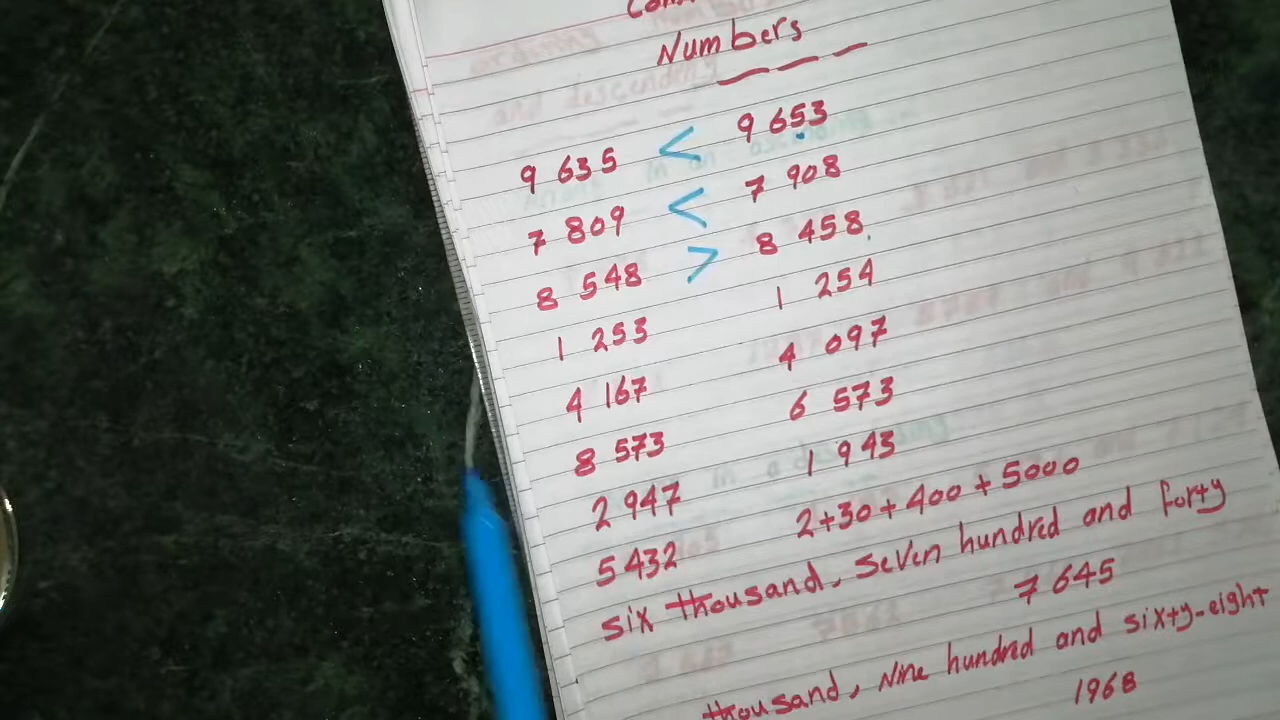 Numbers
9 635 < 9 653
7 809 < 7 908
8 548 > 8 458
1 253 1 254
4 167 4 097
8 573 6 573
2 947 1 943
5 432 2+30+400+5000
six thousand, seven hundred and forty
7 645
thousand, Nine hundred and sixty-eight
1968